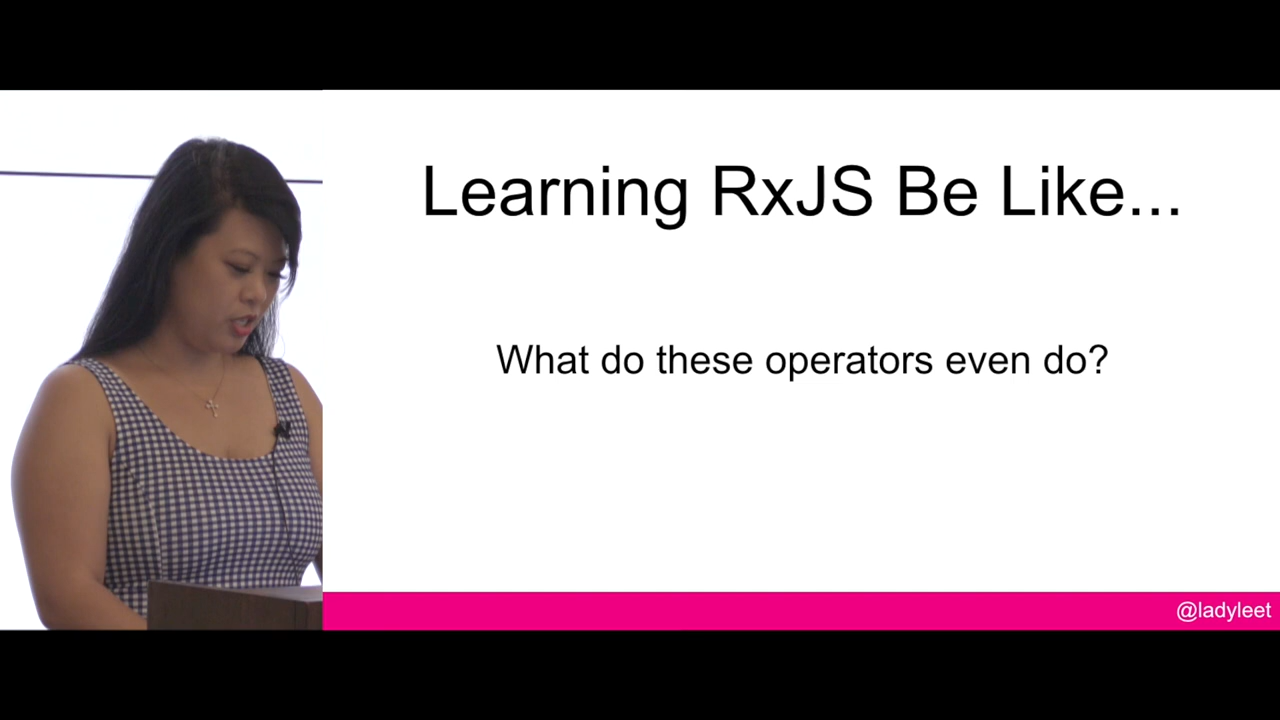 Learning RxJS Be Like...
What do these operators even do?
@ladyleet